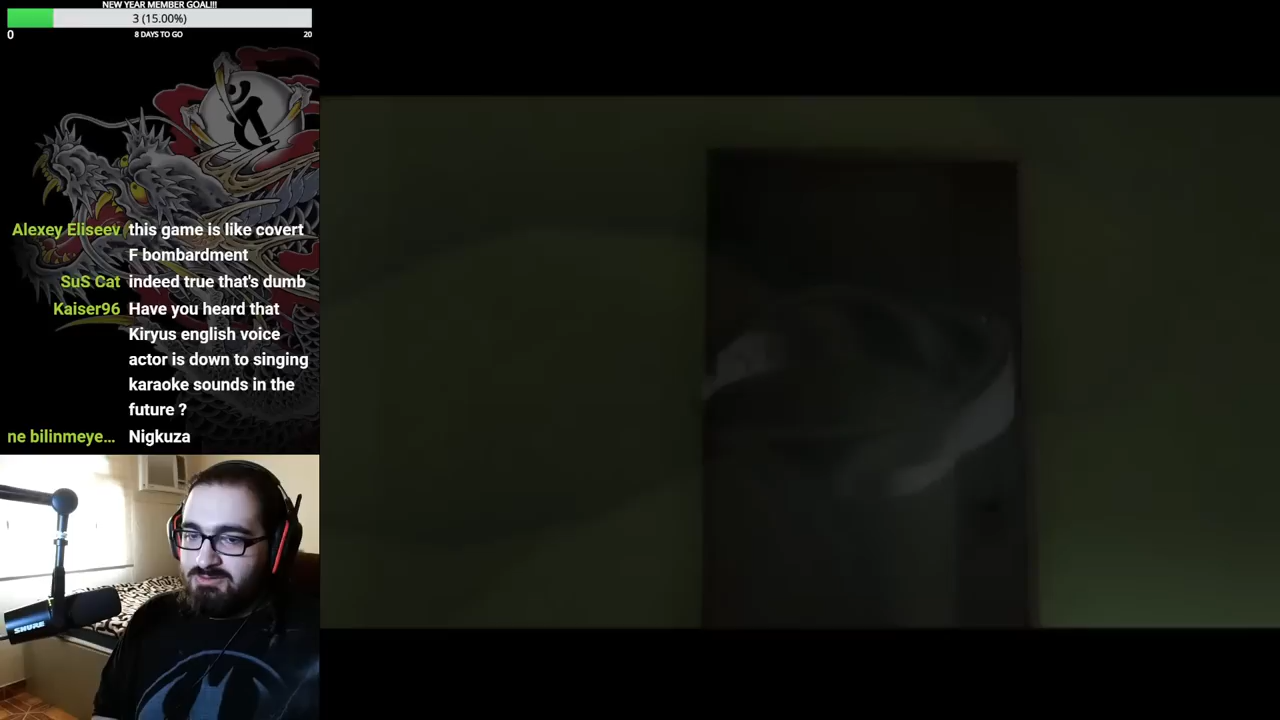 NEW YEAR MEMBER GOAL!!!
3 (15.00%)
0 8 DAYS TO GO 20
Alexey Eliseev this game is like covert
F bombardment
SuS Cat indeed true that's dumb
Kaiser96 Have you heard that
Kiryus english voice
actor is down to singing
karaoke sounds in the
future ?
ne bilinmeye... Nigkuza
SHURE